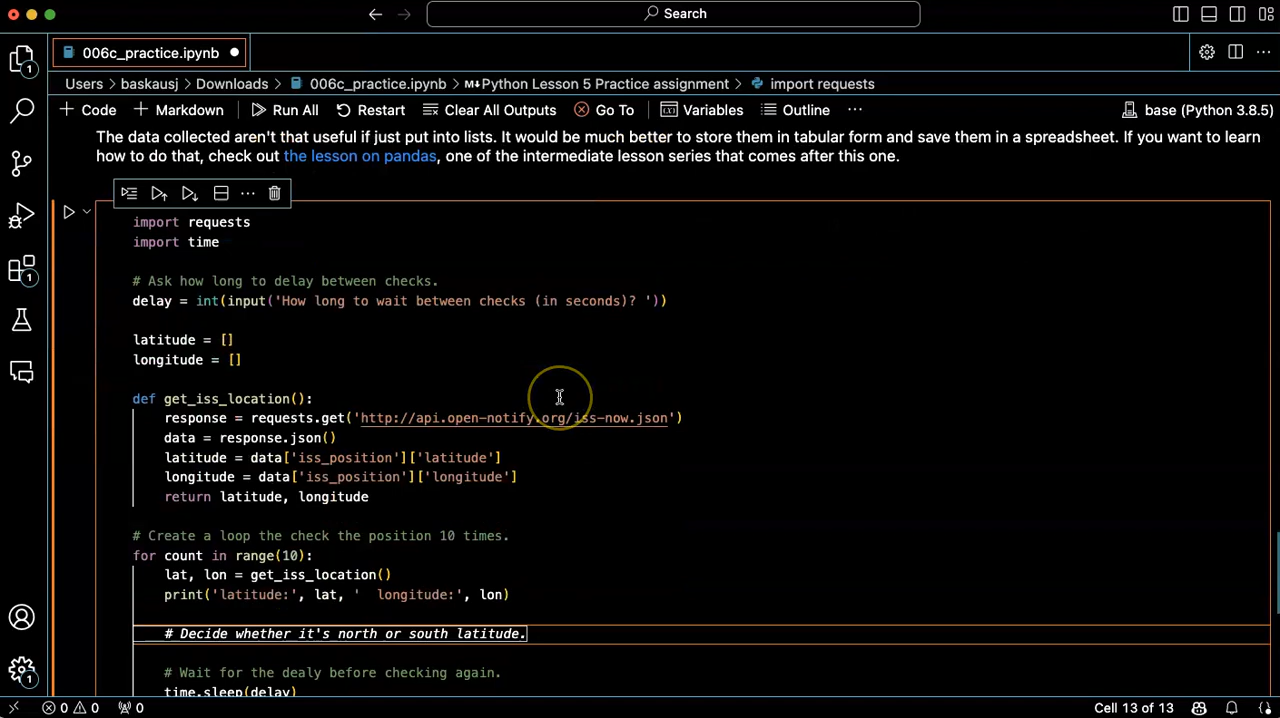 Search
006c_practice.ipynb
Users > baskausj > Downloads > 006c_practice.ipynb > Python Lesson 5 Practice assignment > import requests
+ Code + Markdown Run All Restart Clear All Outputs Go To Variables Outline ... base (Python 3.8.5)
The data collected aren't that useful if just put into lists. It would be much better to store them in tabular form and save them in a spreadsheet. If you want to learn
how to do that, check out the lesson on pandas, one of the intermediate lesson series that comes after this one.
import requests
import time
# Ask how long to delay between checks.
delay = int(input('How long to wait between checks (in seconds)? '))
latitude = []
longitude = []
def get_iss_location():
response = requests.get('http://api.open-notify.org/iss-now.json')
data = response.json()
latitude = data['iss_position']['latitude']
longitude = data['iss_position']['longitude']
return latitude, longitude
# Create a loop the check the position 10 times.
for count in range(10):
lat, lon = get_iss_location()
print('latitude:', lat, '  longitude:', lon)
# Decide whether it's north or south latitude.
# Wait for the dealy before checking again.
time.sleep(delay)
0 0 0 Cell 13 of 13
1
1
1